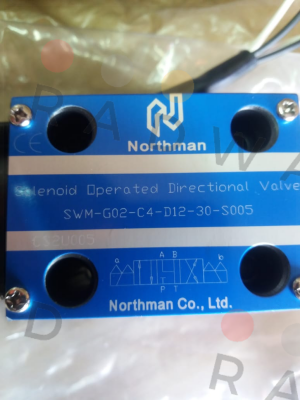 Northman
Solenoid Operated Directional Valve
SWM-G02-C4-D12-30-S005
a A B b
P T
Northman Co., Ltd.